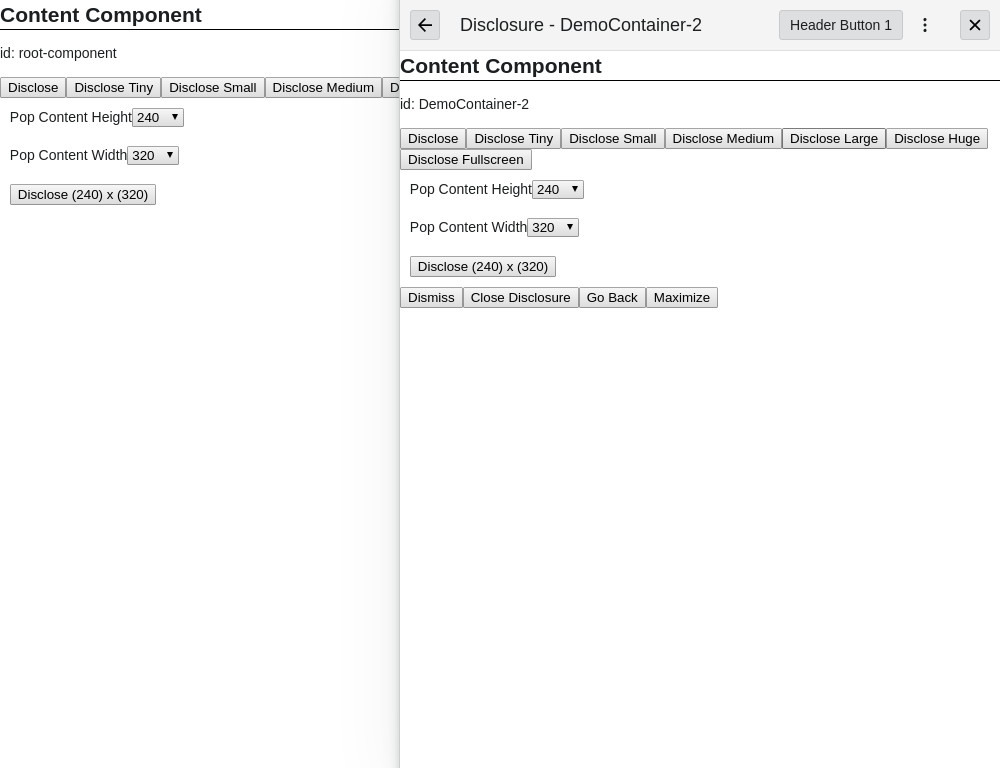 Content Component
id: root-component
Disclose Disclose Tiny Disclose Small Disclose Medium D
Pop Content Height 240
Pop Content Width 320
Disclose (240) x (320)
Disclosure - DemoContainer-2 Header Button 1
Content Component
id: DemoContainer-2
Disclose Disclose Tiny Disclose Small Disclose Medium Disclose Large Disclose Huge
Disclose Fullscreen
Pop Content Height 240
Pop Content Width 320
Disclose (240) x (320)
Dismiss Close Disclosure Go Back Maximize